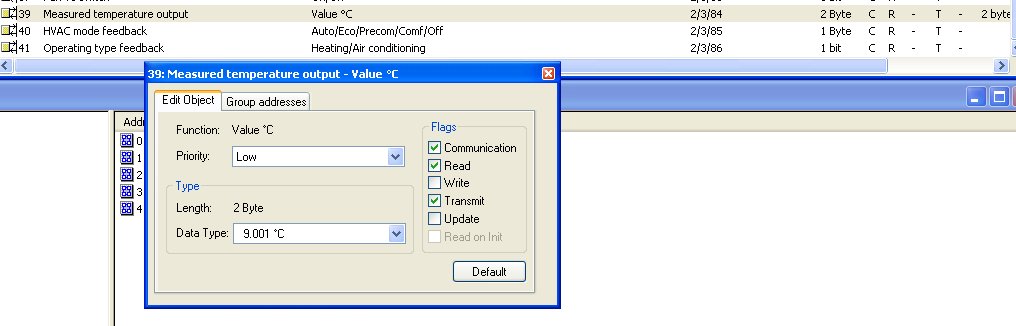 39 Measured temperature output Value °C 2/3/84 2 Byte C R - T - 2 byte
40 HVAC mode feedback Auto/Eco/Precom/Comf/Off 2/3/85 1 Byte C R - T -
41 Operating type feedback Heating/Air conditioning 2/3/86 1 bit C R - T -
39: Measured temperature output - Value °C
Edit Object Group addresses
Function: Value °C
Priority: Low
Type
Length: 2 Byte
Data Type: 9.001 °C
Flags
Communication
Read
Write
Transmit
Update
Read on Init
Default
Addr
0
1
2
3
4